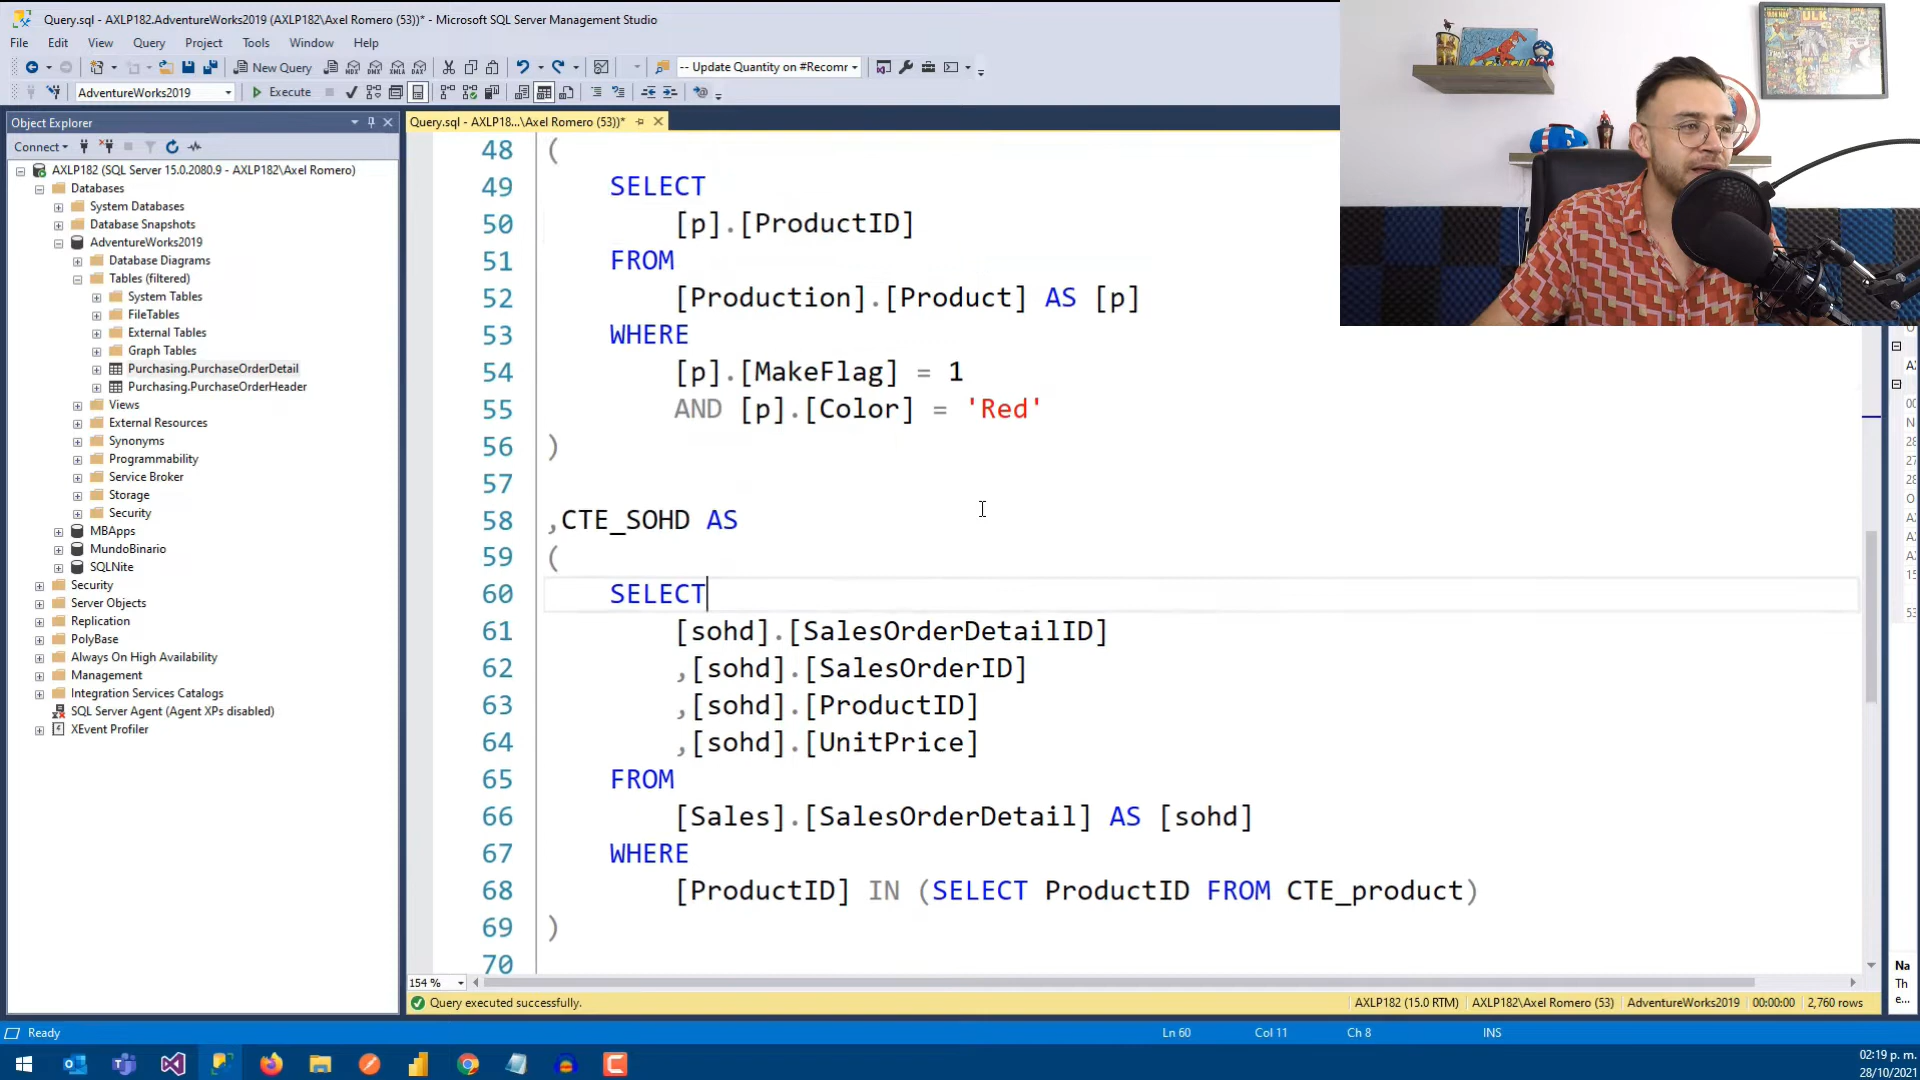 Query.sql - AXLP182.AdventureWorks2019 (AXLP182\Axel Romero (53))* - Microsoft SQL Server Management Studio
File Edit View Query Project Tools Window Help
New Query
-- Update Quantity on #Recomr
AdventureWorks2019
Execute
Object Explorer
Query.sql - AXLP18...\Axel Romero (53))*
Connect
AXLP182 (SQL Server 15.0.2080.9 - AXLP182\Axel Romero)
Databases
System Databases
Database Snapshots
AdventureWorks2019
Database Diagrams
Tables (filtered)
System Tables
FileTables
External Tables
Graph Tables
Purchasing.PurchaseOrderDetail
Purchasing.PurchaseOrderHeader
Views
External Resources
Synonyms
Programmability
Service Broker
Storage
Security
MBApps
MundoBinario
SQLNite
Security
Server Objects
Replication
PolyBase
Always On High Availability
Management
Integration Services Catalogs
SQL Server Agent (Agent XPs disabled)
XEvent Profiler
48 (
49 SELECT
50 [p].[ProductID]
51 FROM
52 [Production].[Product] AS [p]
53 WHERE
54 [p].[MakeFlag] = 1
55 AND [p].[Color] = 'Red'
56 )
57
58 ,CTE_SOHD AS
59 (
60 SELECT
61 [sohd].[SalesOrderDetailID]
62 ,[sohd].[SalesOrderID]
63 ,[sohd].[ProductID]
64 ,[sohd].[UnitPrice]
65 FROM
66 [Sales].[SalesOrderDetail] AS [sohd]
67 WHERE
68 [ProductID] IN (SELECT ProductID FROM CTE_product)
69 )
70
154 %
Query executed successfully.
AXLP182 (15.0 RTM) AXLP182\Axel Romero (53) AdventureWorks2019 00:00:00 2,760 rows
Na
Th
e...
Ready
Ln 60 Col 11 Ch 8 INS
02:19 p. m.
28/10/2021